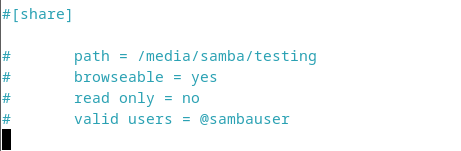 #[share]
#       path = /media/samba/testing
#       browseable = yes
#       read only = no
#       valid users = @sambauser